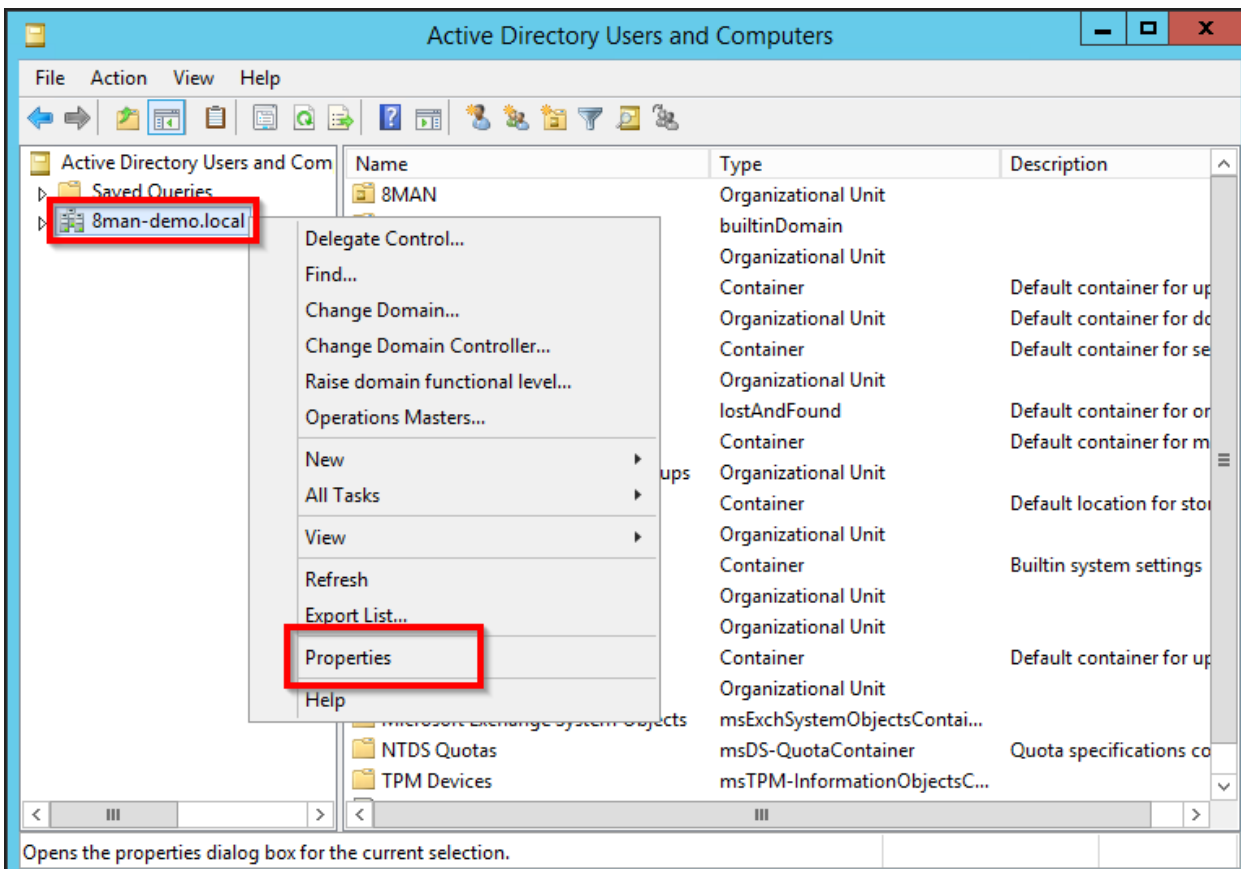 Active Directory Users and Computers
File Action View Help
Active Directory Users and Com
Saved Queries
8man-demo.local
Name Type Description
8MAN Organizational Unit
builtinDomain
Organizational Unit
Container Default container for up
Organizational Unit Default container for do
Container Default container for se
Organizational Unit
lostAndFound Default container for or
Container Default container for m
ups Organizational Unit
Container Default location for stor
Organizational Unit
Container Builtin system settings
Organizational Unit
Organizational Unit
Container Default container for up
Organizational Unit
Microsoft Exchange System Objects msExchSystemObjectsContai...
NTDS Quotas msDS-QuotaContainer Quota specifications co
TPM Devices msTPM-InformationObjectsC...
Delegate Control...
Find...
Change Domain...
Change Domain Controller...
Raise domain functional level...
Operations Masters...
New
All Tasks
View
Refresh
Export List...
Properties
Help
Opens the properties dialog box for the current selection.